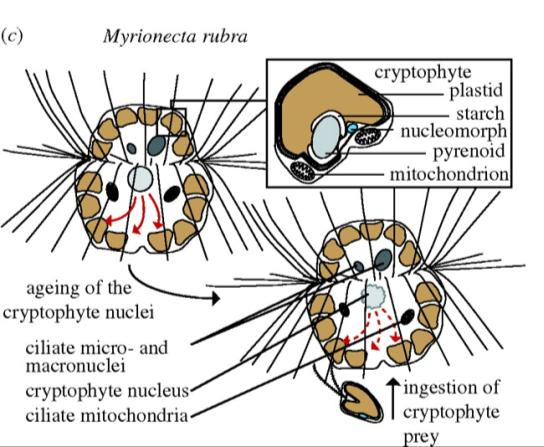 (c) Myrionecta rubra
cryptophyte
plastid
starch
nucleomorph
pyrenoid
mitochondrion
ageing of the
cryptophyte nuclei
ciliate micro- and
macronuclei
cryptophyte nucleus
ciliate mitochondria
ingestion of
cryptophyte
prey